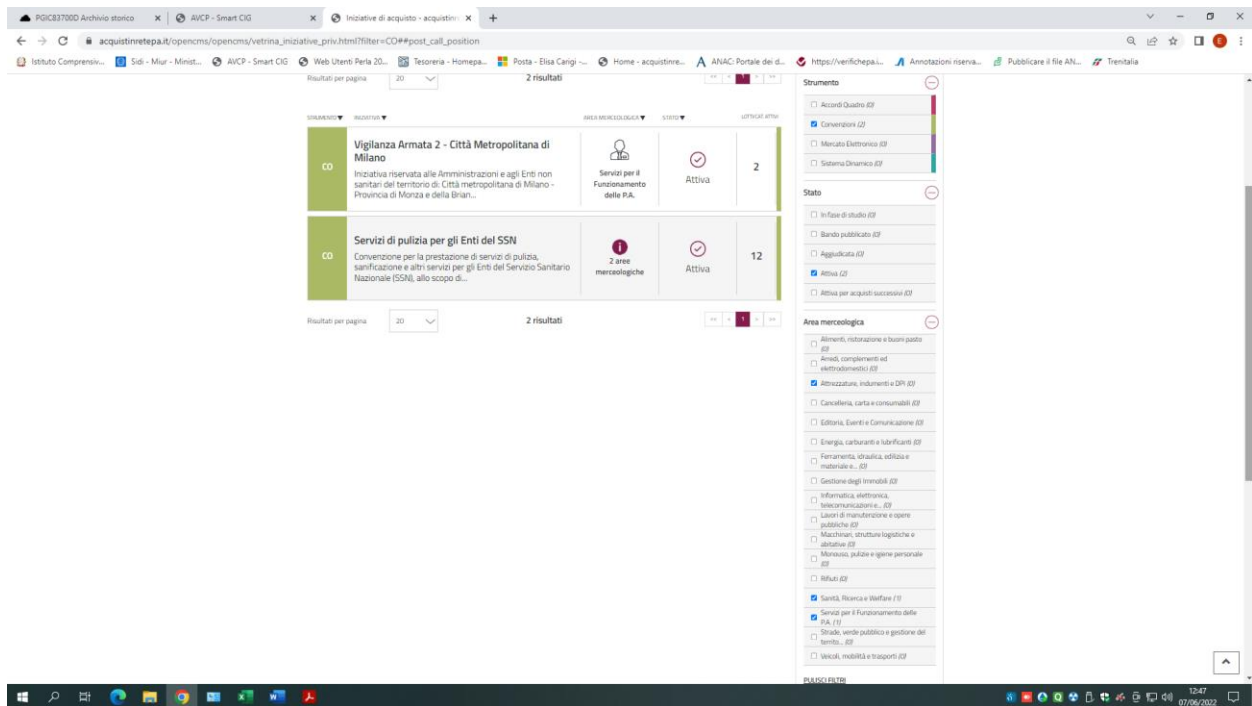 PGIC83700D Archivio storico
AVCP - Smart CIG
Iniziative di acquisto - acquistinre
acquistinretepa.it/opencms/opencms/vetrina_iniziative_priv.html?filter=CO##post_call_position
Istituto Comprensiv...
Sidi - Miur - Minist...
AVCP - Smart CIG
Web Utenti Perla 20...
Tesoreria - Homepa...
Posta - Elisa Carigi -...
Home - acquistinre...
ANAC: Portale dei d...
https://verifichepa.i...
Annotazioni riserva...
Pubblicare il file AN...
Trenitalia
Risultati per pagina 20 2 risultati 1
STRUMENTO INIZIATIVA AREA MERCEOLOGICA STATO LOTTI/CAT ATTIVI
CO
Vigilanza Armata 2 - Città Metropolitana di
Milano
Iniziativa riservata alle Amministrazioni e agli Enti non
sanitari del territorio di: Città metropolitana di Milano -
Provincia di Monza e della Brian...
Servizi per il
Funzionamento
delle P.A.
Attiva
2
CO
Servizi di pulizia per gli Enti del SSN
Convenzione per la prestazione di servizi di pulizia,
sanificazione e altri servizi per gli Enti del Servizio Sanitario
Nazionale (SSN), allo scopo di...
2 aree
merceologiche
Attiva
12
Risultati per pagina 20 2 risultati << < 1 > >>
Strumento
Accordi Quadro (0)
Convenzioni (2)
Mercato Elettronico (0)
Sistema Dinamico (0)
Stato
In fase di studio (0)
Bando pubblicato (0)
Aggiudicata (0)
Attiva (2)
Attiva per acquisti successivi (0)
Area merceologica
Alimenti, ristorazione e buoni pasto
(0)
Arredi, complementi ed
elettrodomestici (0)
Attrezzature, indumenti e DPI (0)
Cancelleria, carta e consumabili (0)
Editoria, Eventi e Comunicazione (0)
Energia, carburanti e lubrificanti (0)
Ferramenta, idraulica, edilizia e
materiale e... (0)
Gestione degli Immobili (0)
Informatica, elettronica,
telecomunicazioni e... (0)
Lavori di manutenzione e opere
pubbliche (0)
Macchinari, strutture logistiche e
abitative (0)
Monouso, pulizie e igiene personale
(0)
Rifiuti (0)
Sanità, Ricerca e Welfare (1)
Servizi per il Funzionamento delle
P.A. (1)
Strade, verde pubblico e gestione del
territo... (0)
Veicoli, mobilità e trasporti (0)
PULISCI FILTRI
12:47
07/06/2022